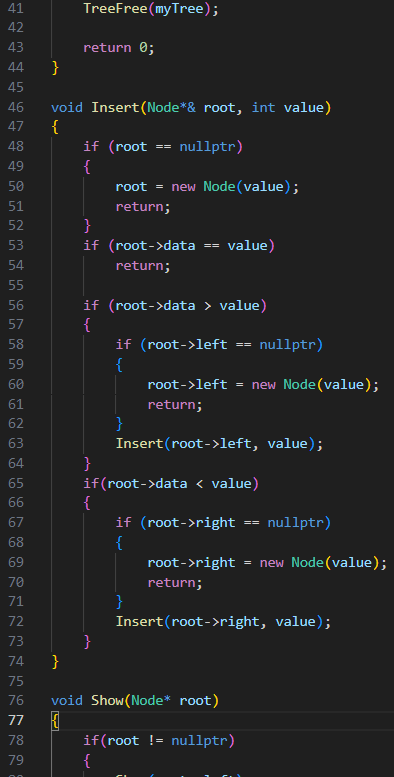 41 TreeFree(myTree);
42
43 return 0;
44 }
45
46 void Insert(Node*& root, int value)
47 {
48 if (root == nullptr)
49 {
50 root = new Node(value);
51 return;
52 }
53 if (root->data == value)
54 return;
55
56 if (root->data > value)
57 {
58 if (root->left == nullptr)
59 {
60 root->left = new Node(value);
61 return;
62 }
63 Insert(root->left, value);
64 }
65 if(root->data < value)
66 {
67 if (root->right == nullptr)
68 {
69 root->right = new Node(value);
70 return;
71 }
72 Insert(root->right, value);
73 }
74 }
75
76 void Show(Node* root)
77 {
78 if(root != nullptr)
79 {